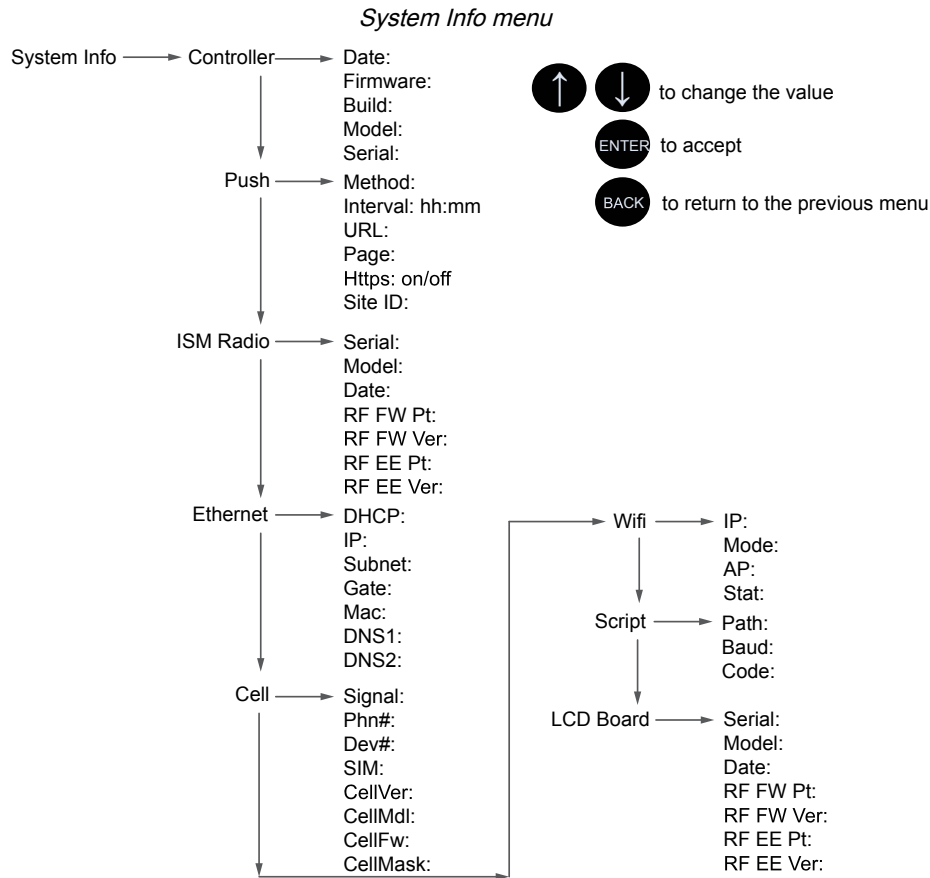 System Info menu
System Info
Controller
Date:
Firmware:
Build:
Model:
Serial:
↑ ↓ to change the value
ENTER to accept
BACK to return to the previous menu
Push
Method:
Interval: hh:mm
URL:
Page:
Https: on/off
Site ID:
ISM Radio
Serial:
Model:
Date:
RF FW Pt:
RF FW Ver:
RF EE Pt:
RF EE Ver:
Ethernet
DHCP:
IP:
Subnet:
Gate:
Mac:
DNS1:
DNS2:
Cell
Signal:
Phn#:
Dev#:
SIM:
CellVer:
CellMdl:
CellFw:
CellMask:
Wifi
IP:
Mode:
AP:
Stat:
Script
Path:
Baud:
Code:
LCD Board
Serial:
Model:
Date:
RF FW Pt:
RF FW Ver:
RF EE Pt:
RF EE Ver: